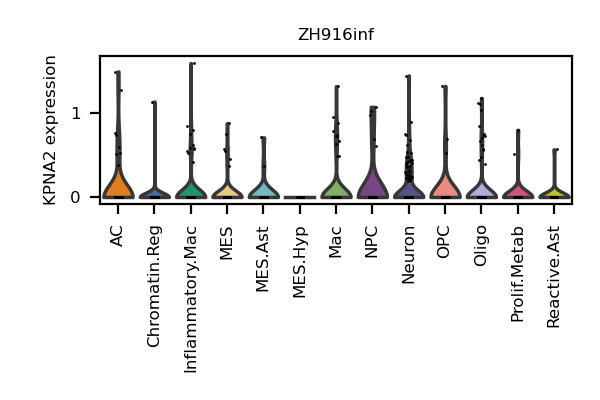 ZH916inf
KPNA2 expression
1
0
AC
Chromatin.Reg
Inflammatory.Mac
MES
MES.Ast
MES.Hyp
Mac
NPC
Neuron
OPC
Oligo
Prolif.Metab
Reactive.Ast